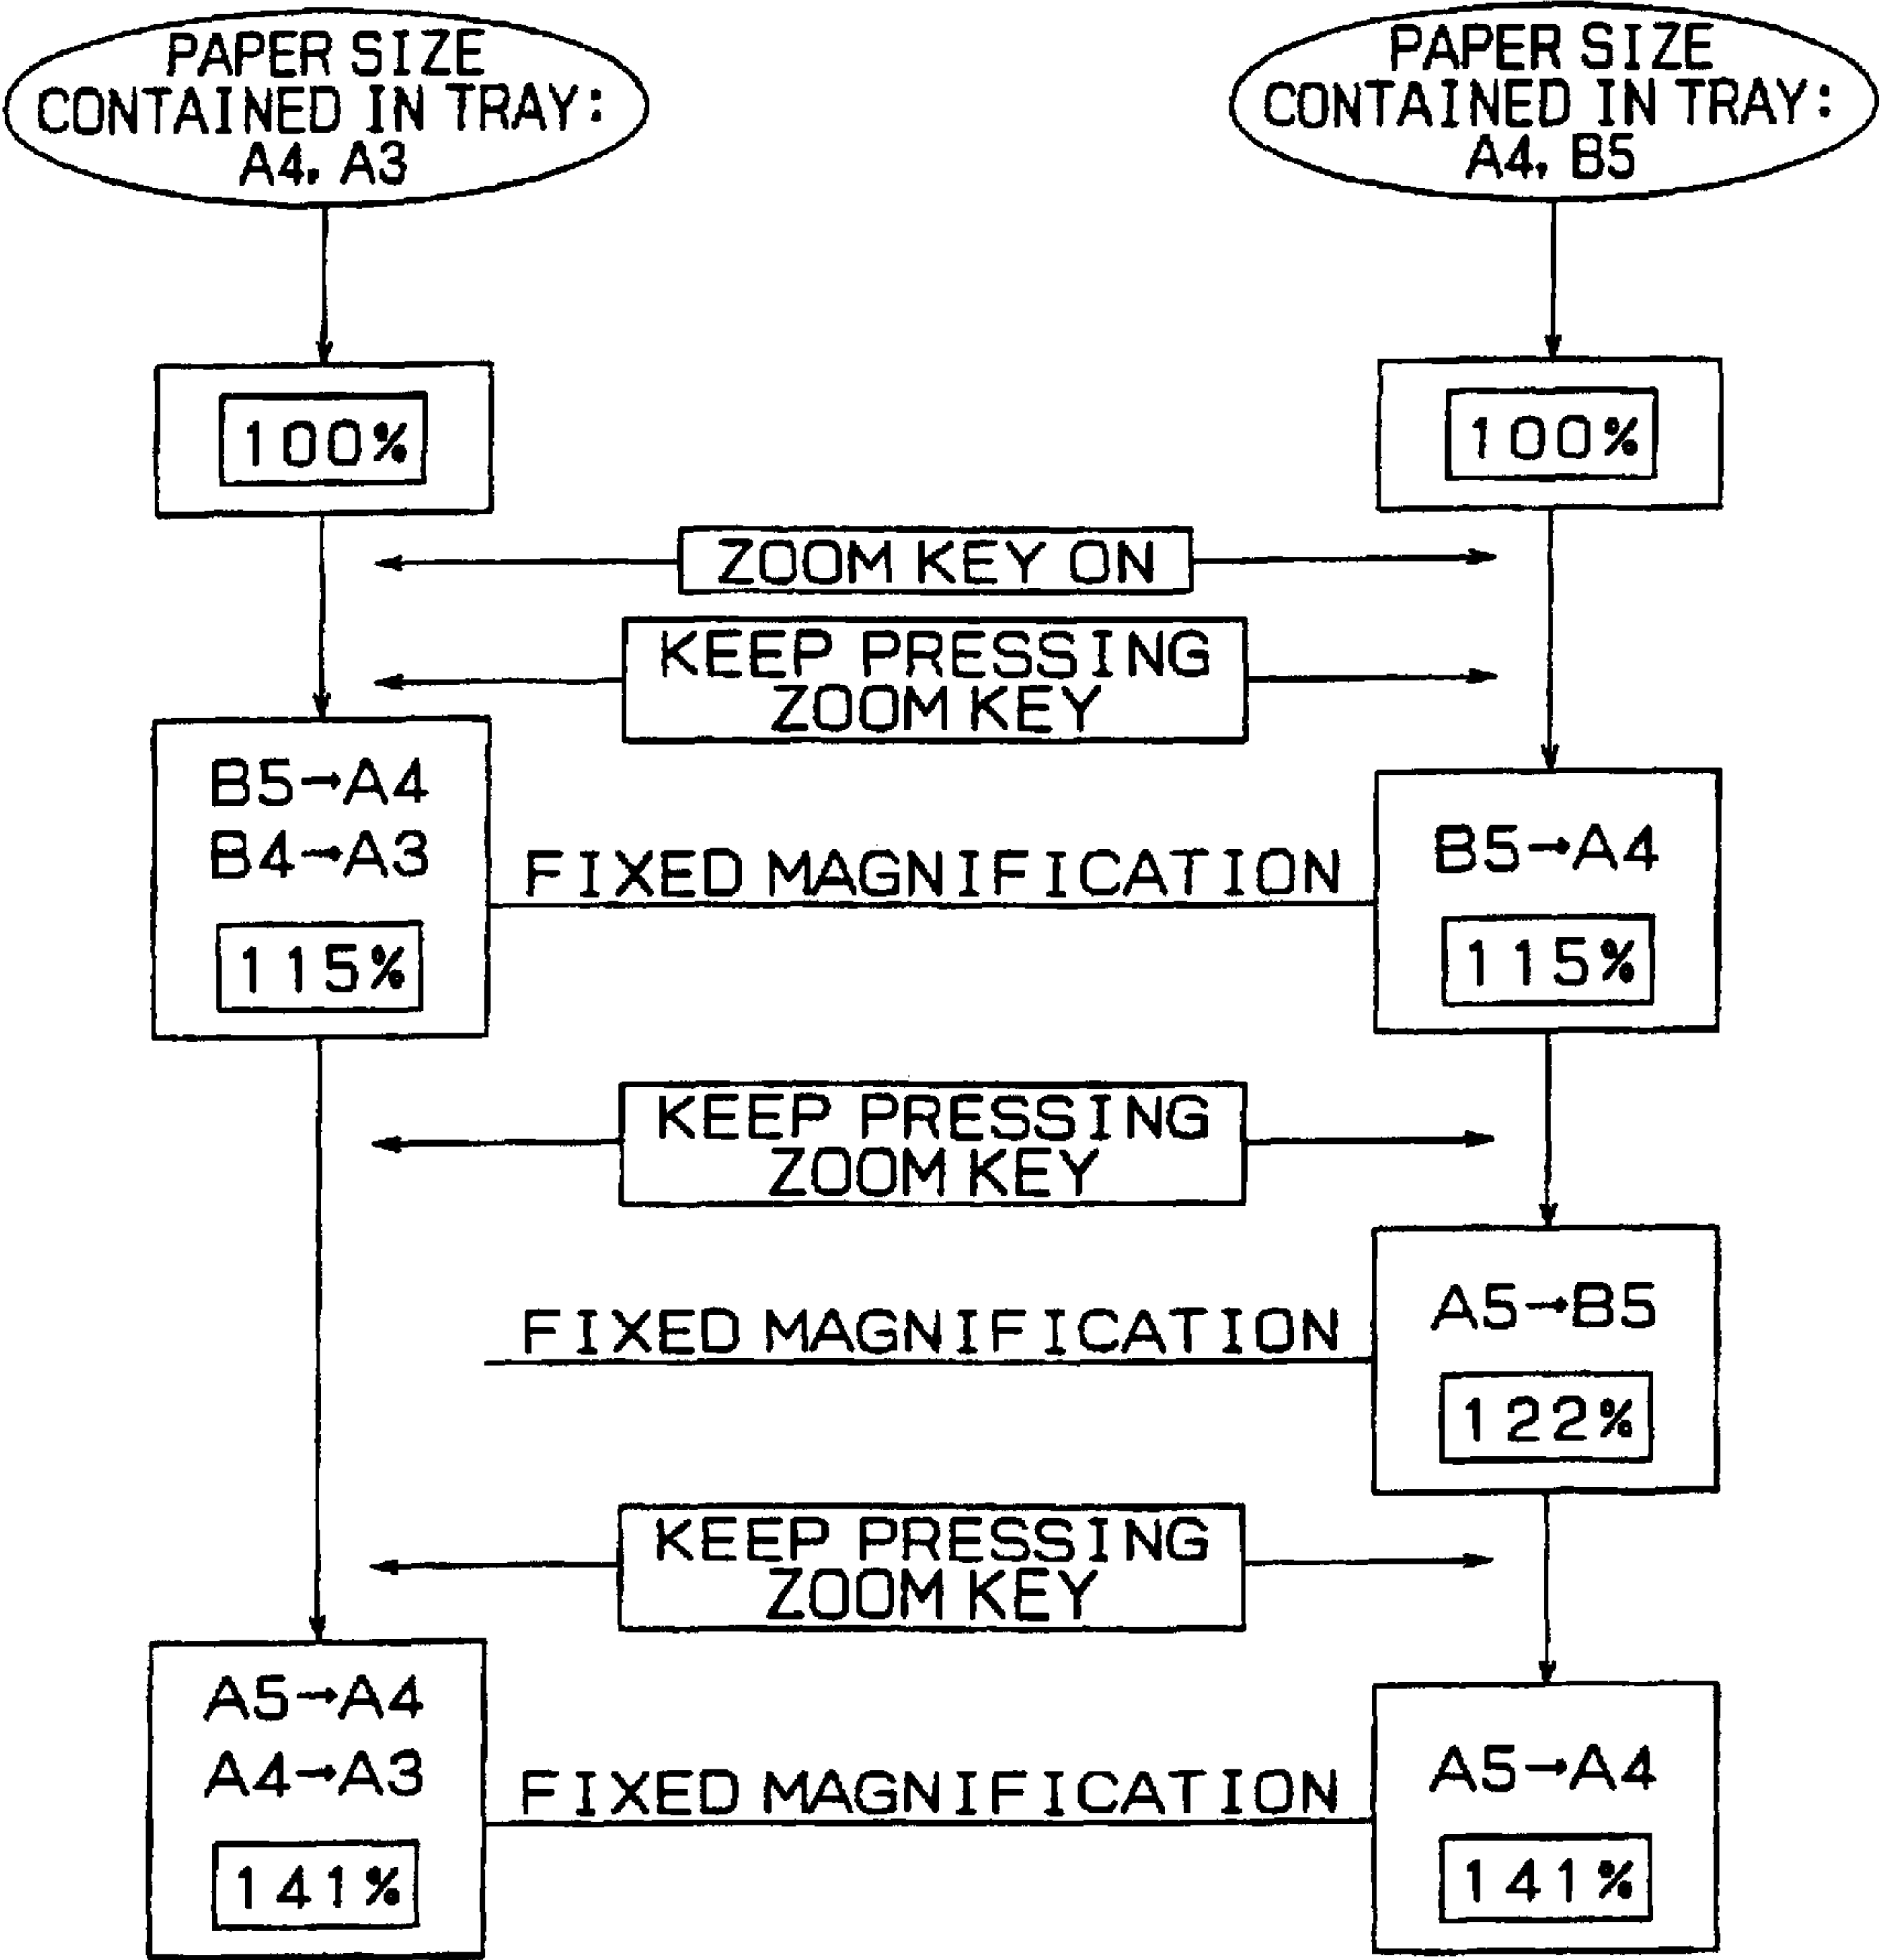 PAPER SIZE
CONTAINED IN TRAY:
A4, A3
PAPER SIZE
CONTAINED IN TRAY:
A4, B5
100%
100%
ZOOM KEY ON
KEEP PRESSING
ZOOM KEY
B5→A4
B4→A3
115%
FIXED MAGNIFICATION
B5→A4
115%
KEEP PRESSING
ZOOM KEY
FIXED MAGNIFICATION
A5→B5
122%
KEEP PRESSING
ZOOM KEY
A5→A4
A4→A3
141%
FIXED MAGNIFICATION
A5→A4
141%